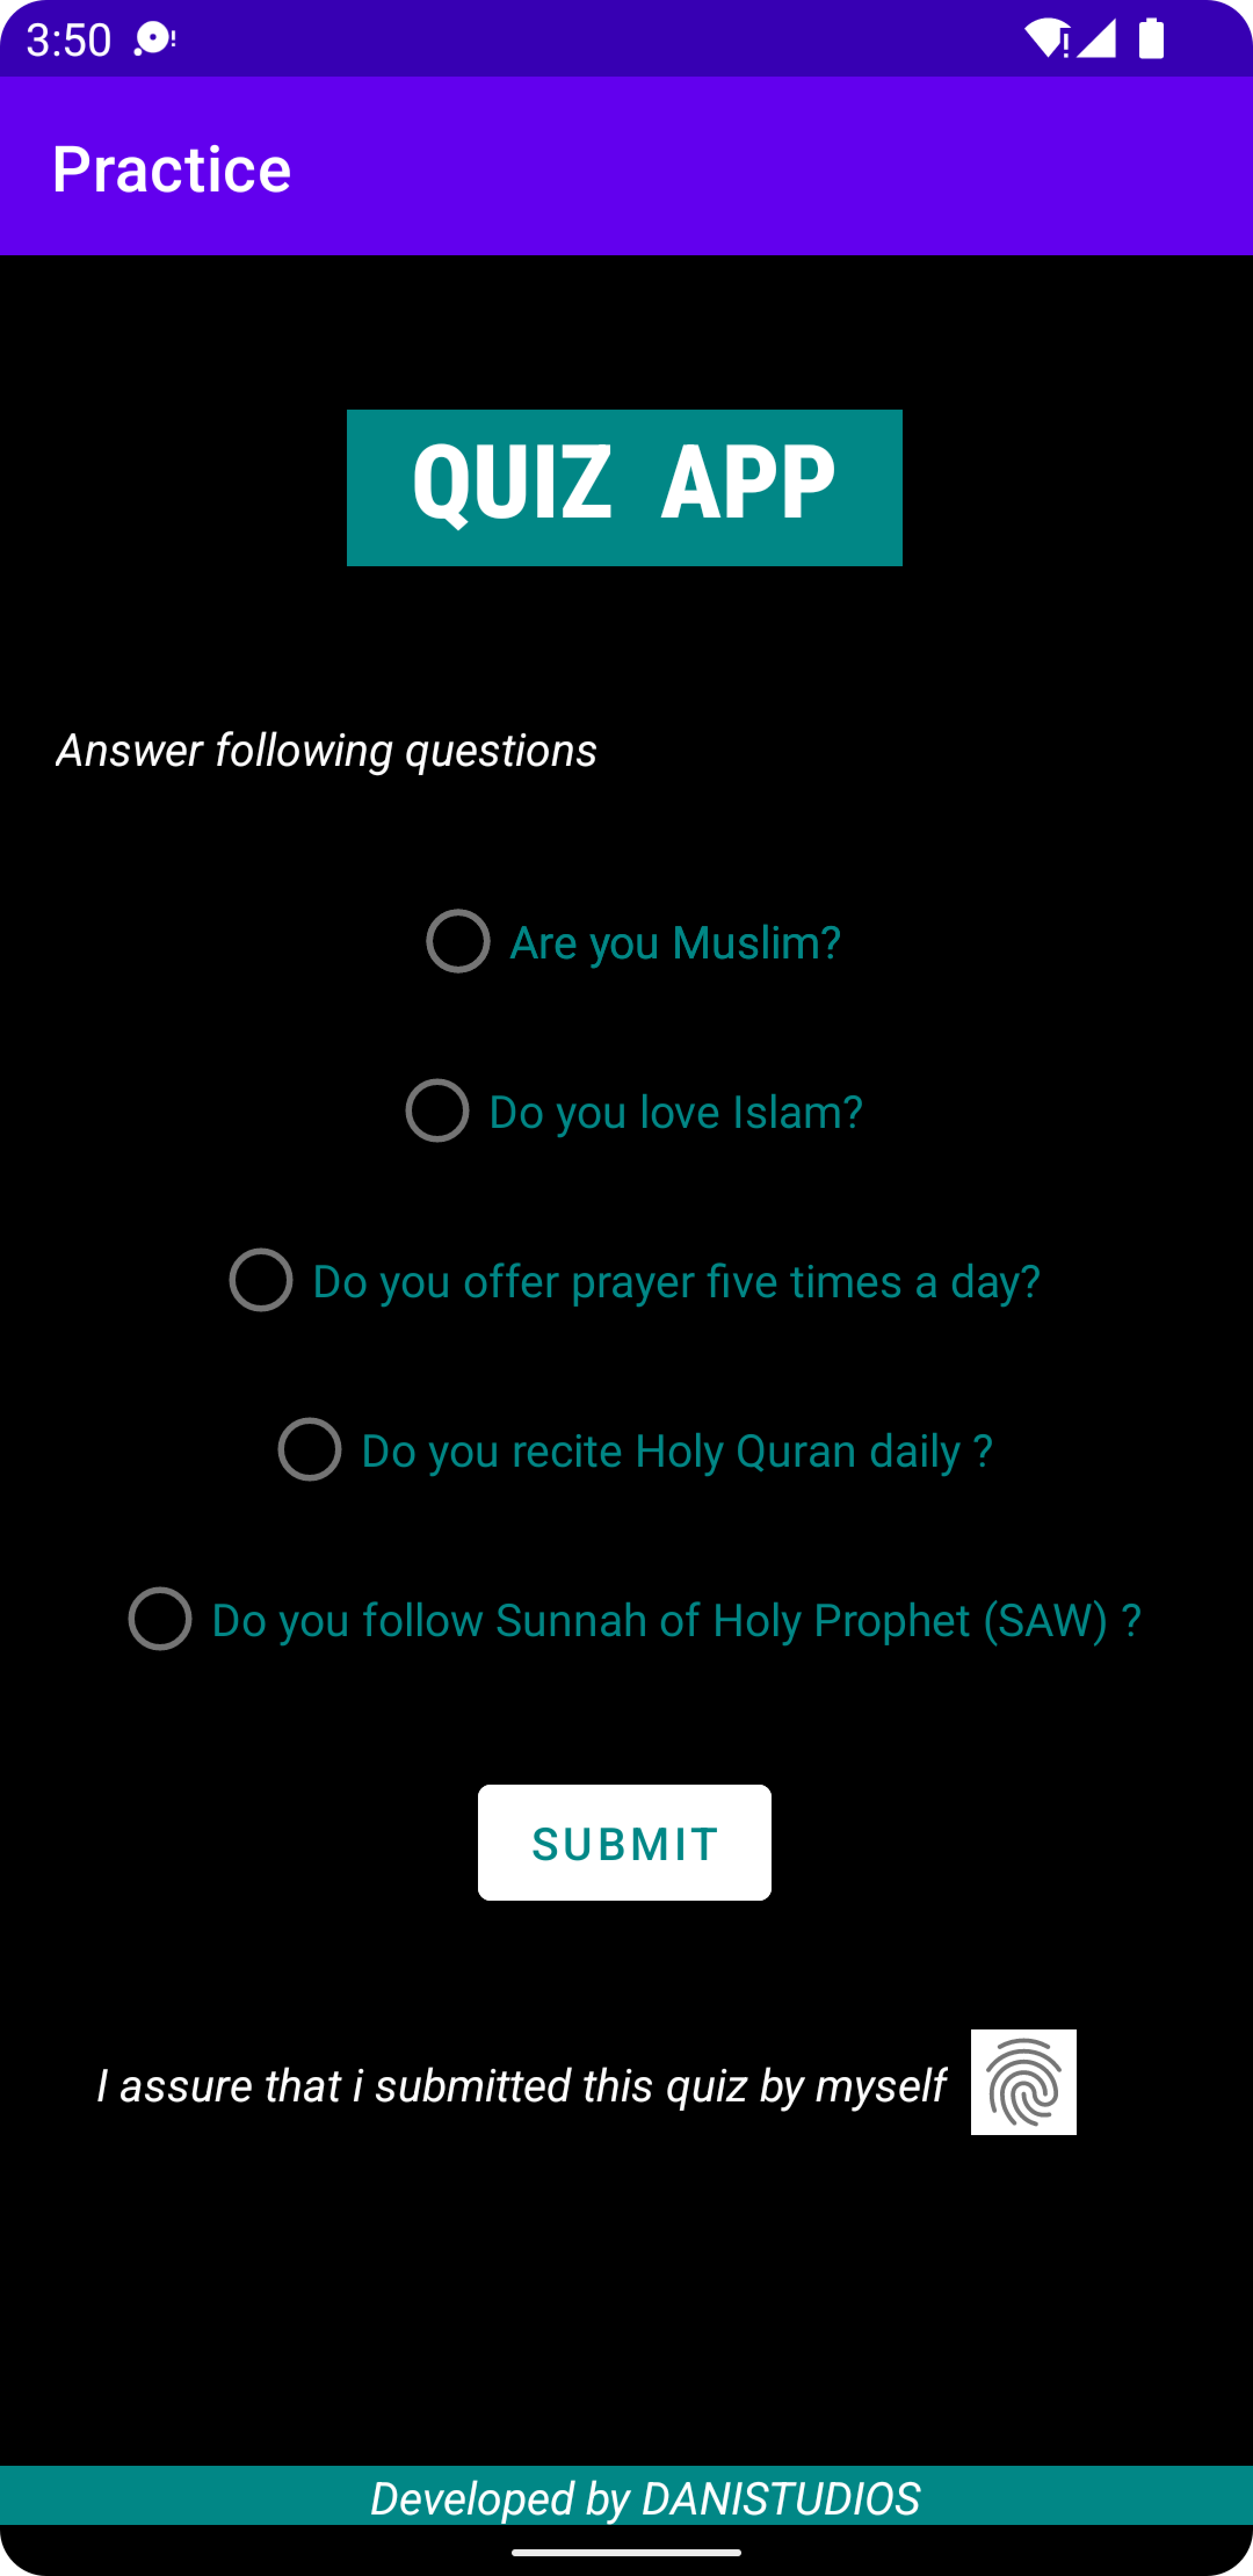 3:50
Practice
QUIZ APP
Answer following questions
Are you Muslim?
Do you love Islam?
Do you offer prayer five times a day?
Do you recite Holy Quran daily ?
Do you follow Sunnah of Holy Prophet (SAW) ?
SUBMIT
I assure that i submitted this quiz by myself
Developed by DANISTUDIOS